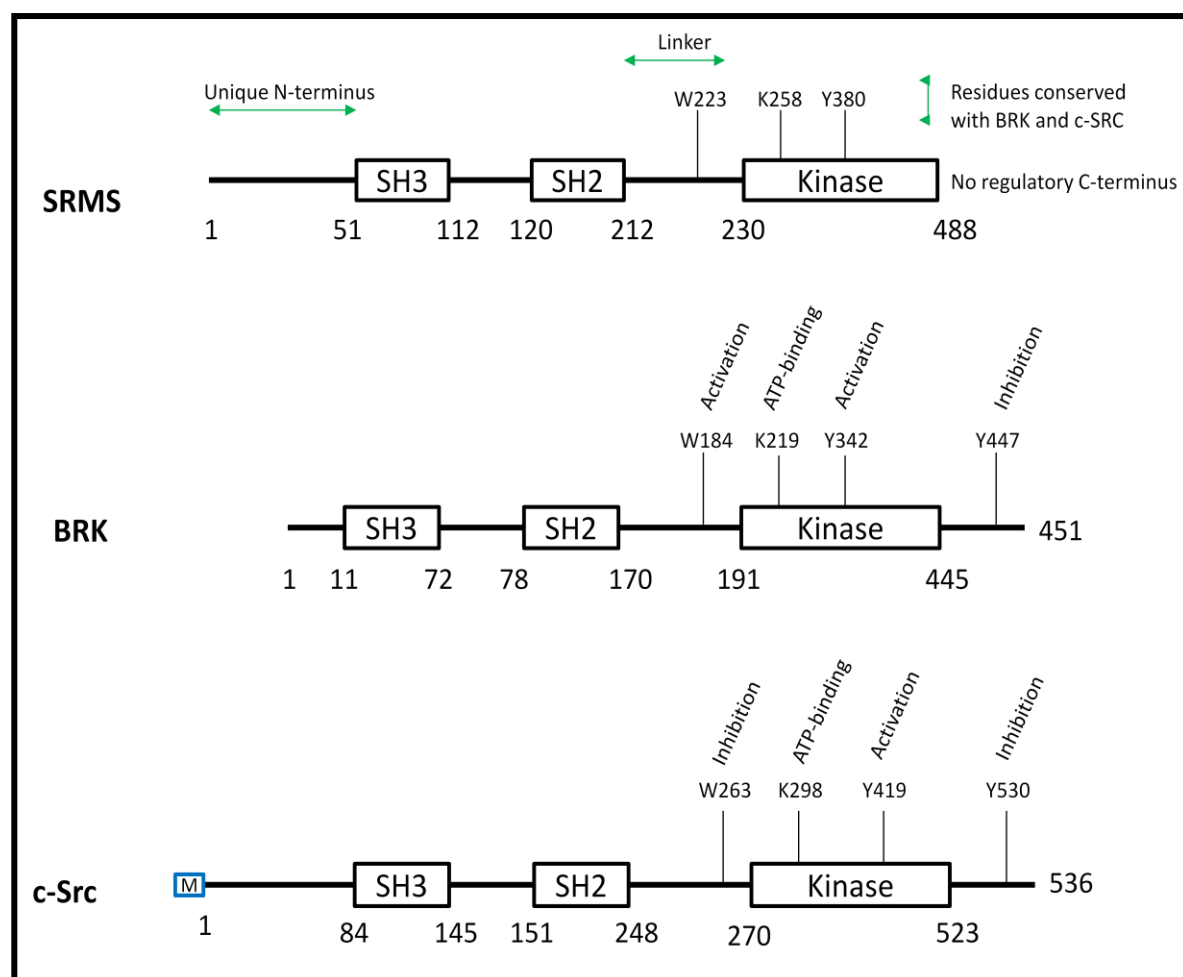 Linker
Unique N-terminus
W223 K258 Y380
Residues conserved
with BRK and c-SRC
SRMS
SH3 SH2 Kinase
No regulatory C-terminus
1 51 112 120 212 230 488
Activation ATP-binding Activation Inhibition
W184 K219 Y342 Y447
BRK
SH3 SH2 Kinase
451
1 11 72 78 170 191 445
Inhibition ATP-binding Activation Inhibition
W263 K298 Y419 Y530
c-Src
M SH3 SH2 Kinase
536
1 84 145 151 248 270 523